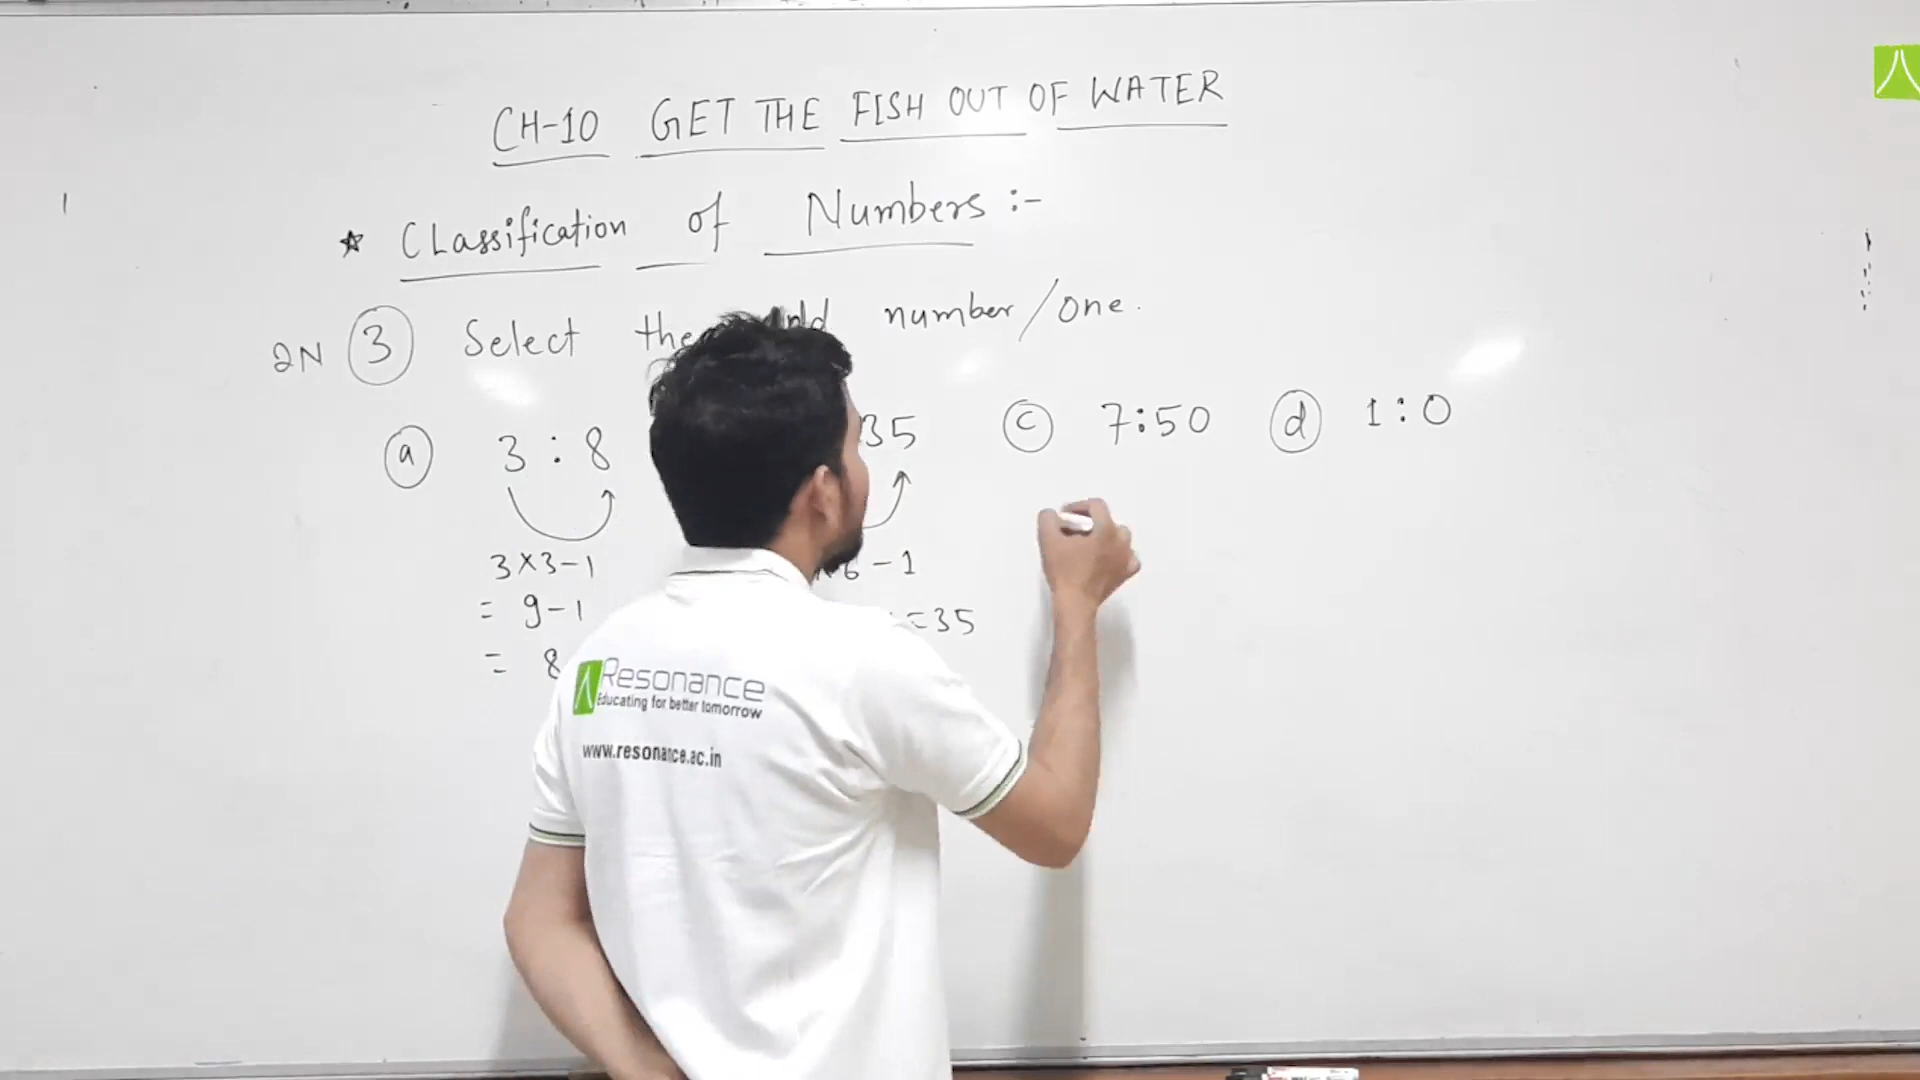 CH-10 GET THE FISH OUT OF WATER
* Classification of Numbers :-
2N 3 Select the number/one.
a 3 : 8 35 c 7:50 d 1:0
3×3-1 6-1
= 9-1 =35
= 8
Resonance
Educating for better tomorrow
www.resonance.ac.in